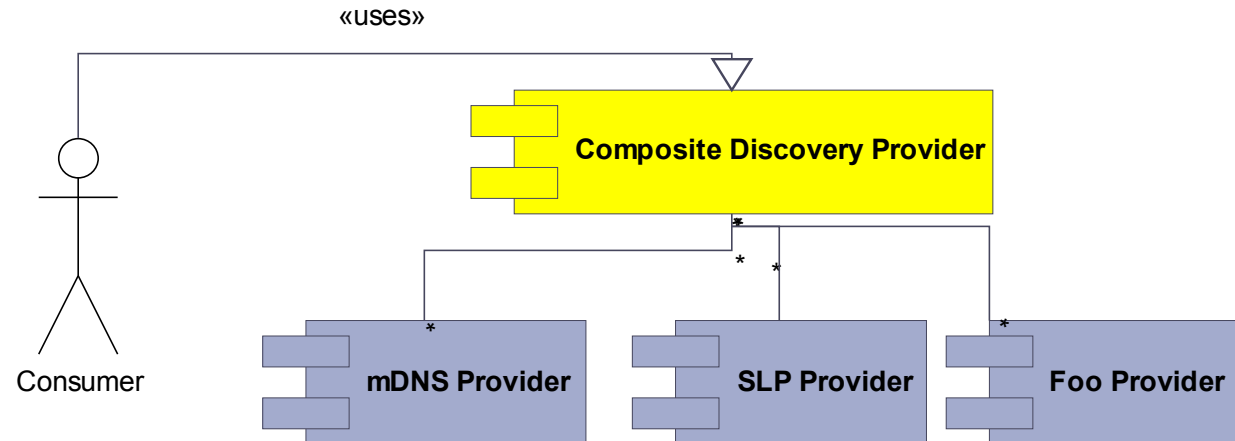 «uses»
Composite Discovery Provider
*
* *
* *
Consumer
mDNS Provider
SLP Provider
Foo Provider